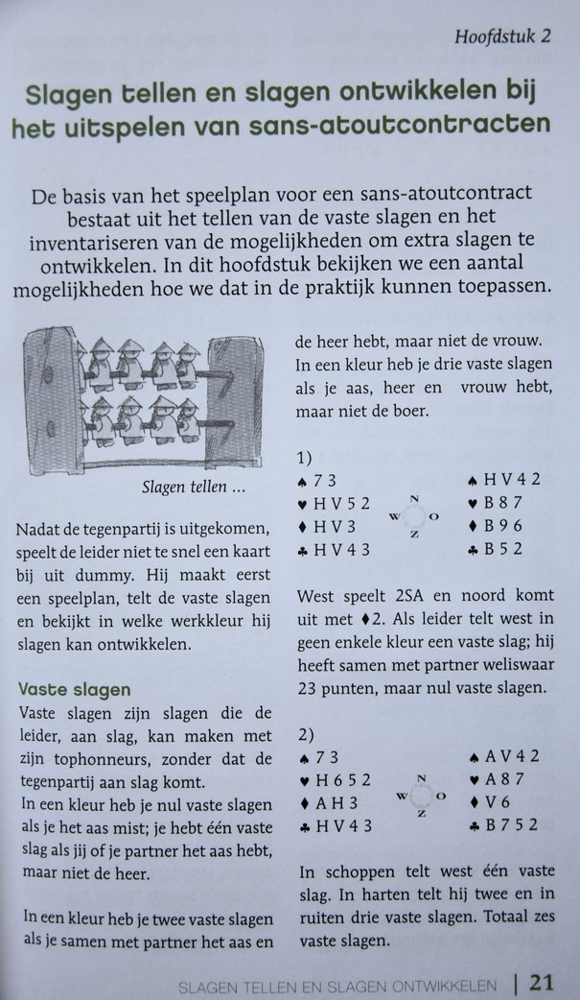 Hoofdstuk 2
Slagen tellen en slagen ontwikkelen bij
het uitspelen van sans-atoutcontracten
De basis van het speelplan voor een sans-atoutcontract
bestaat uit het tellen van de vaste slagen en het
inventariseren van de mogelijkheden om extra slagen te
ontwikkelen. In dit hoofdstuk bekijken we een aantal
mogelijkheden hoe we dat in de praktijk kunnen toepassen.
Slagen tellen ...
Nadat de tegenpartij is uitgekomen,
speelt de leider niet te snel een kaart
bij uit dummy. Hij maakt eerst
een speelplan, telt de vaste slagen
en bekijkt in welke werkkleur hij
slagen kan ontwikkelen.
Vaste slagen
Vaste slagen zijn slagen die de
leider, aan slag, kan maken met
zijn tophonneurs, zonder dat de
tegenpartij aan slag komt.
In een kleur heb je nul vaste slagen
als je het aas mist; je hebt één vaste
slag als jij of je partner het aas hebt,
maar niet de heer.
In een kleur heb je twee vaste slagen
als je samen met partner het aas en
de heer hebt, maar niet de vrouw.
In een kleur heb je drie vaste slagen
als je aas, heer en vrouw hebt,
maar niet de boer.
1)
♠ 7 3 ♠ H V 4 2
♥ H V 5 2 N ♥ B 8 7
♦ H V 3 W O ♦ B 9 6
♣ H V 4 3 Z ♣ B 5 2
West speelt 2SA en noord komt
uit met ♦2. Als leider telt west in
geen enkele kleur een vaste slag; hij
heeft samen met partner weliswaar
23 punten, maar nul vaste slagen.
2)
♠ 7 3 ♠ A V 4 2
♥ H 6 5 2 N ♥ A 8 7
♦ A H 3 W O ♦ V 6
♣ H V 4 3 Z ♣ B 7 5 2
In schoppen telt west één vaste
slag. In harten telt hij twee en in
ruiten drie vaste slagen. Totaal zes
vaste slagen.
SLAGEN TELLEN EN SLAGEN ONTWIKKELEN | 21